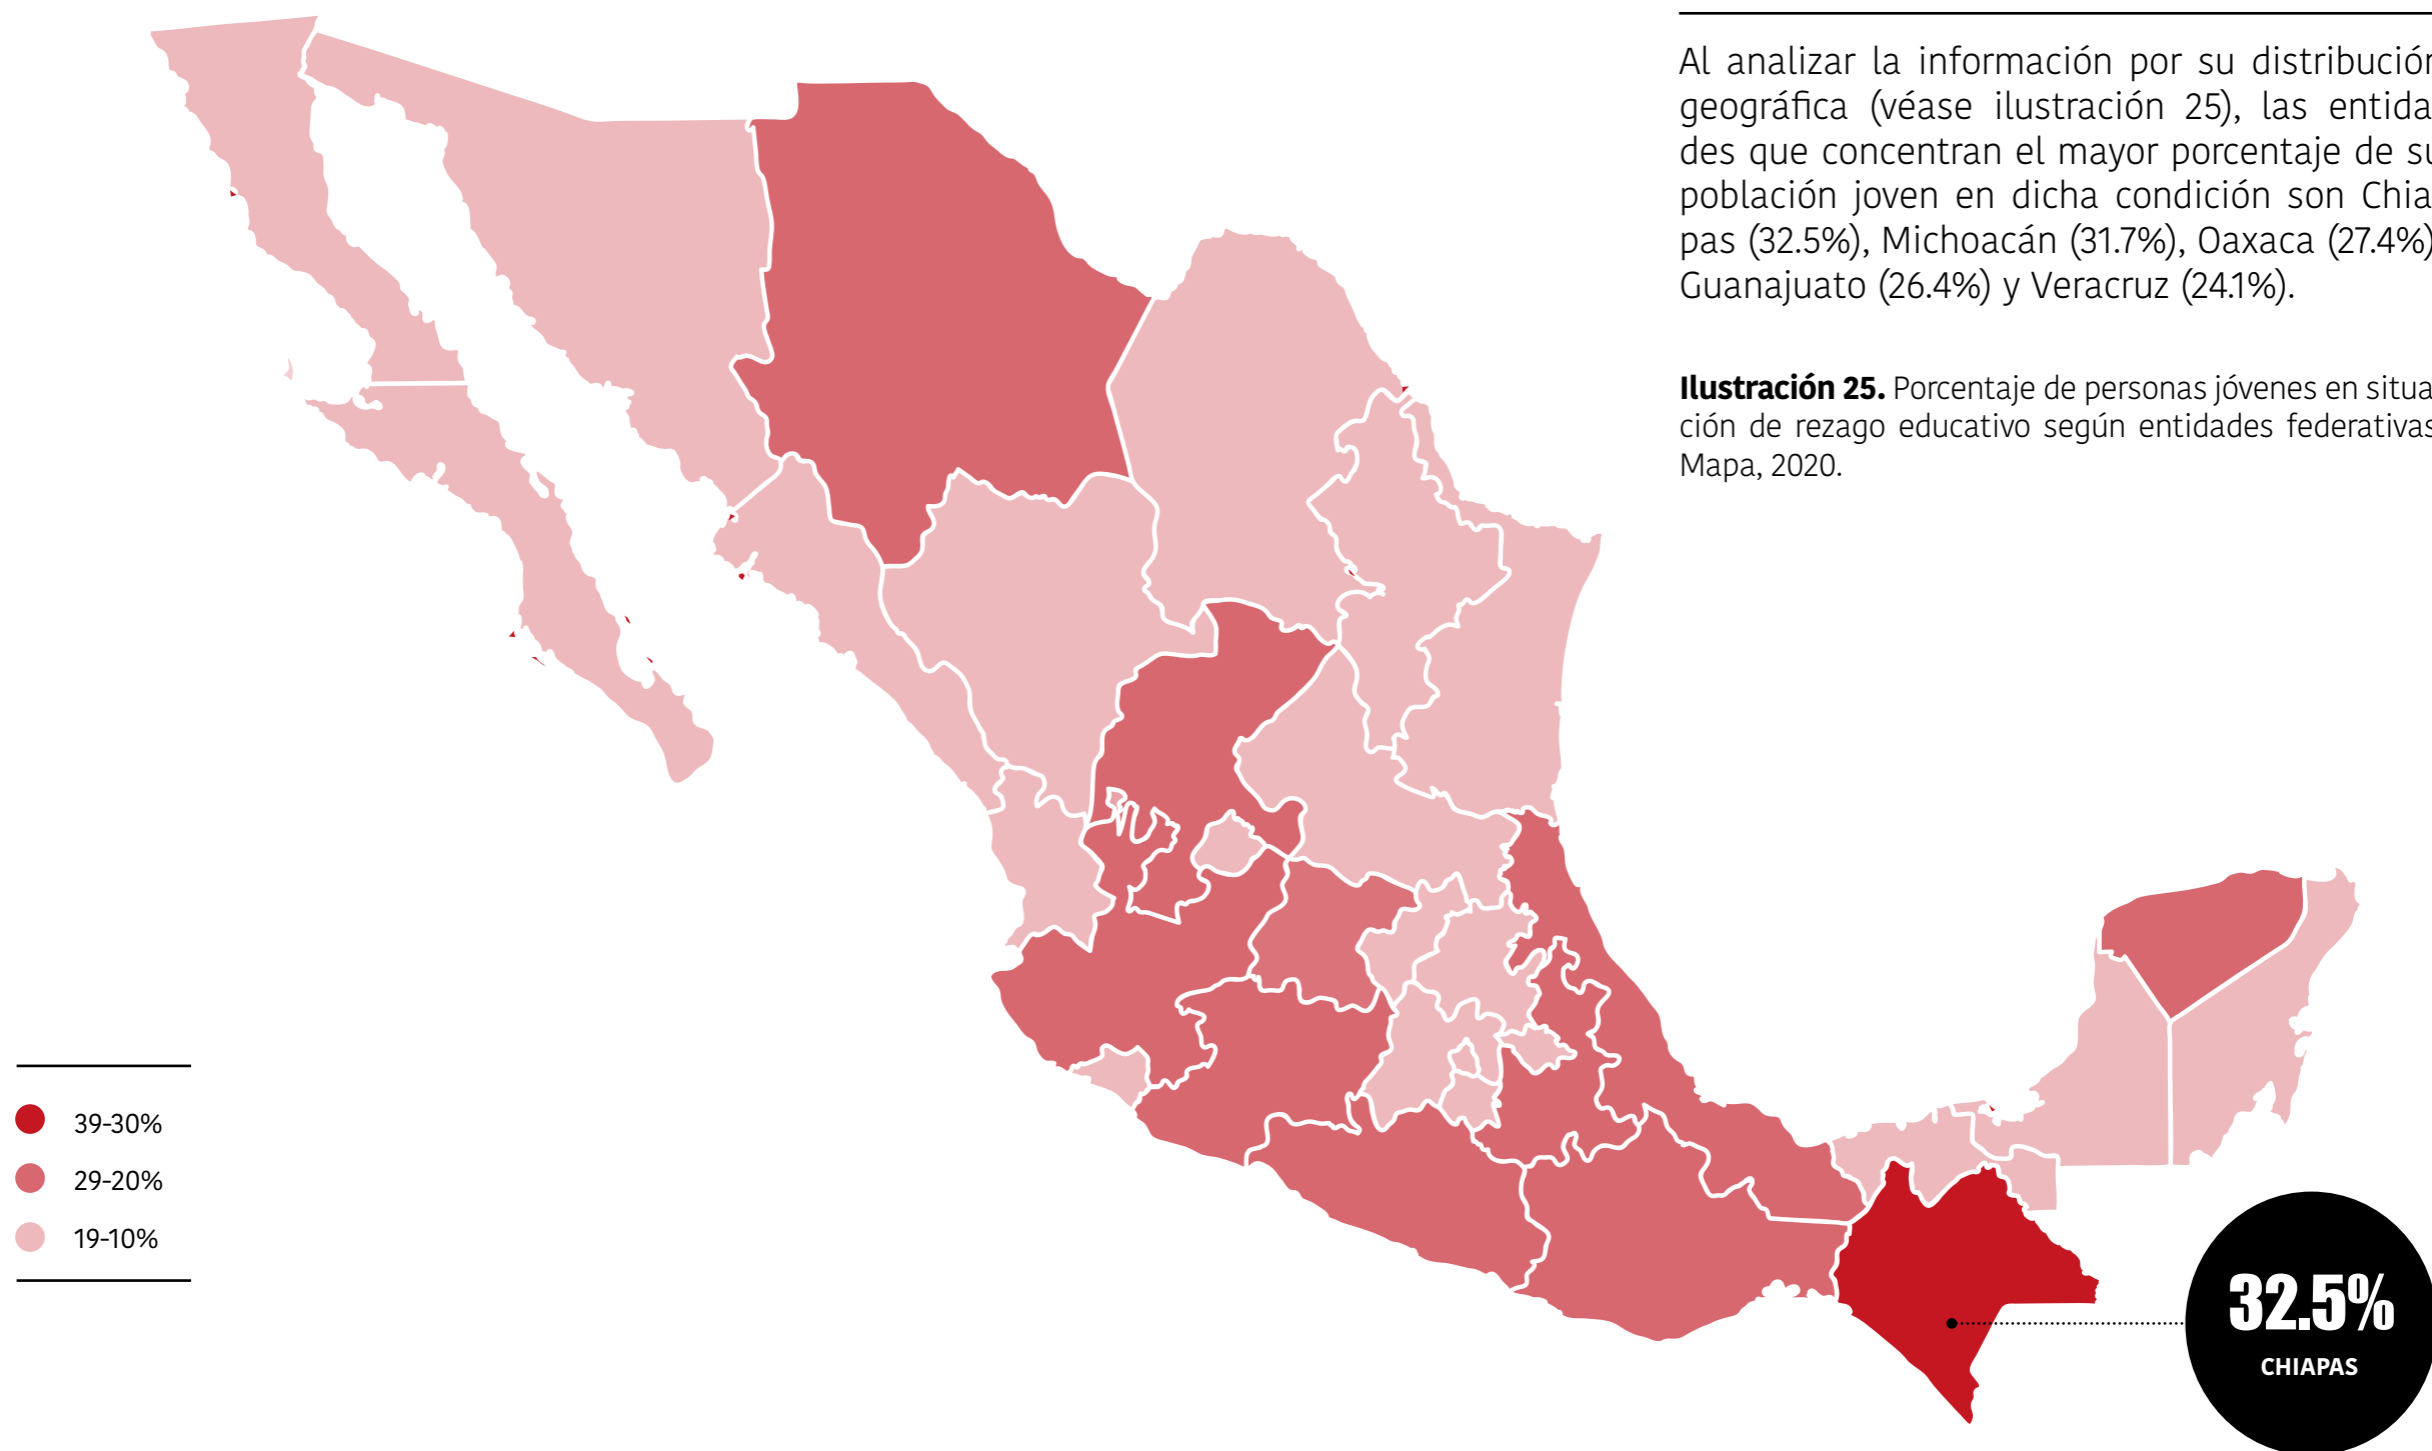 Al analizar la información por su distribución
geográfica (véase ilustración 25), las entida
des que concentran el mayor porcentaje de su
población joven en dicha condición son Chia
pas (32.5%), Michoacán (31.7%), Oaxaca (27.4%)
Guanajuato (26.4%) y Veracruz (24.1%).
Ilustración 25. Porcentaje de personas jóvenes en situa
ción de rezago educativo según entidades federativas
Mapa, 2020.
39-30%
29-20%
19-10%
32.5%
CHIAPAS